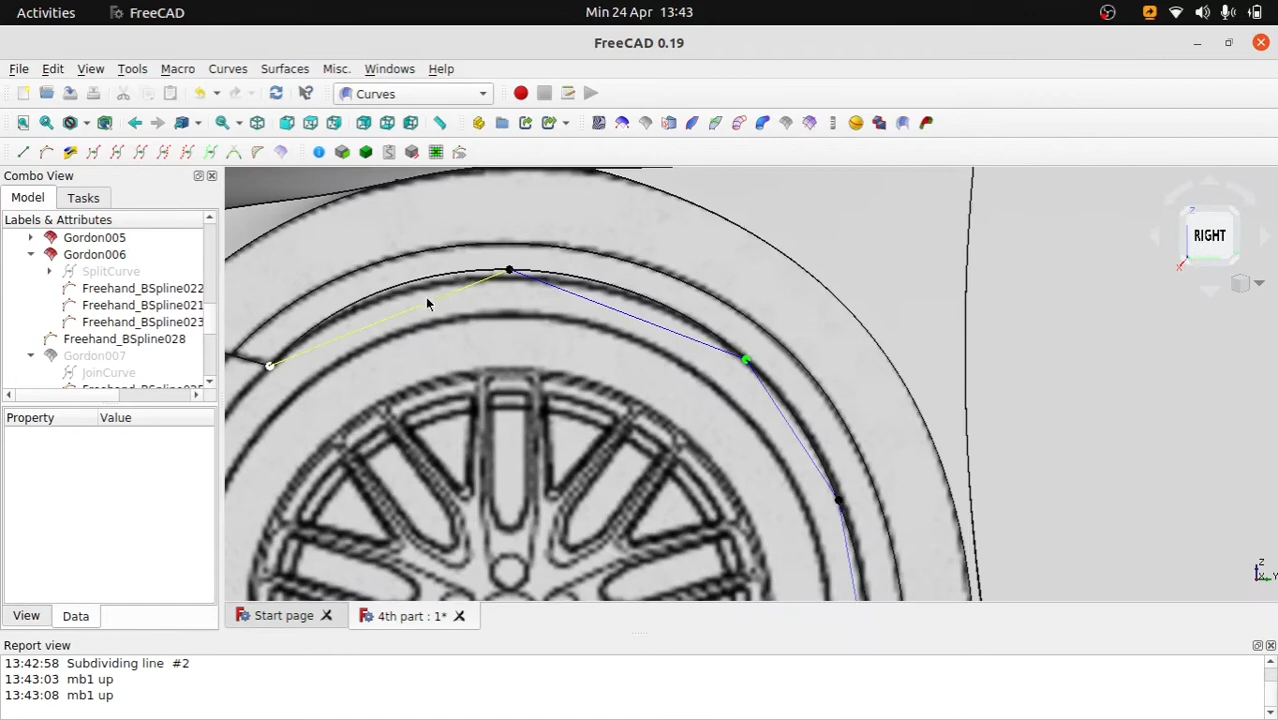 Activities FreeCAD Min 24 Apr 13:43
FreeCAD 0.19
File Edit View Tools Macro Curves Surfaces Misc. Windows Help
Curves
Combo View
Model Tasks
Labels & Attributes
Gordon005
Gordon006
SplitCurve
Freehand_BSpline022
Freehand_BSpline021
Freehand_BSpline023
Freehand_BSpline028
Gordon007
JoinCurve
Property Value
View Data
Z
RIGHT
X
Z
Y
Start page 4th part : 1*
Report view
13:42:58 Subdividing line #2
13:43:03 mb1 up
13:43:08 mb1 up